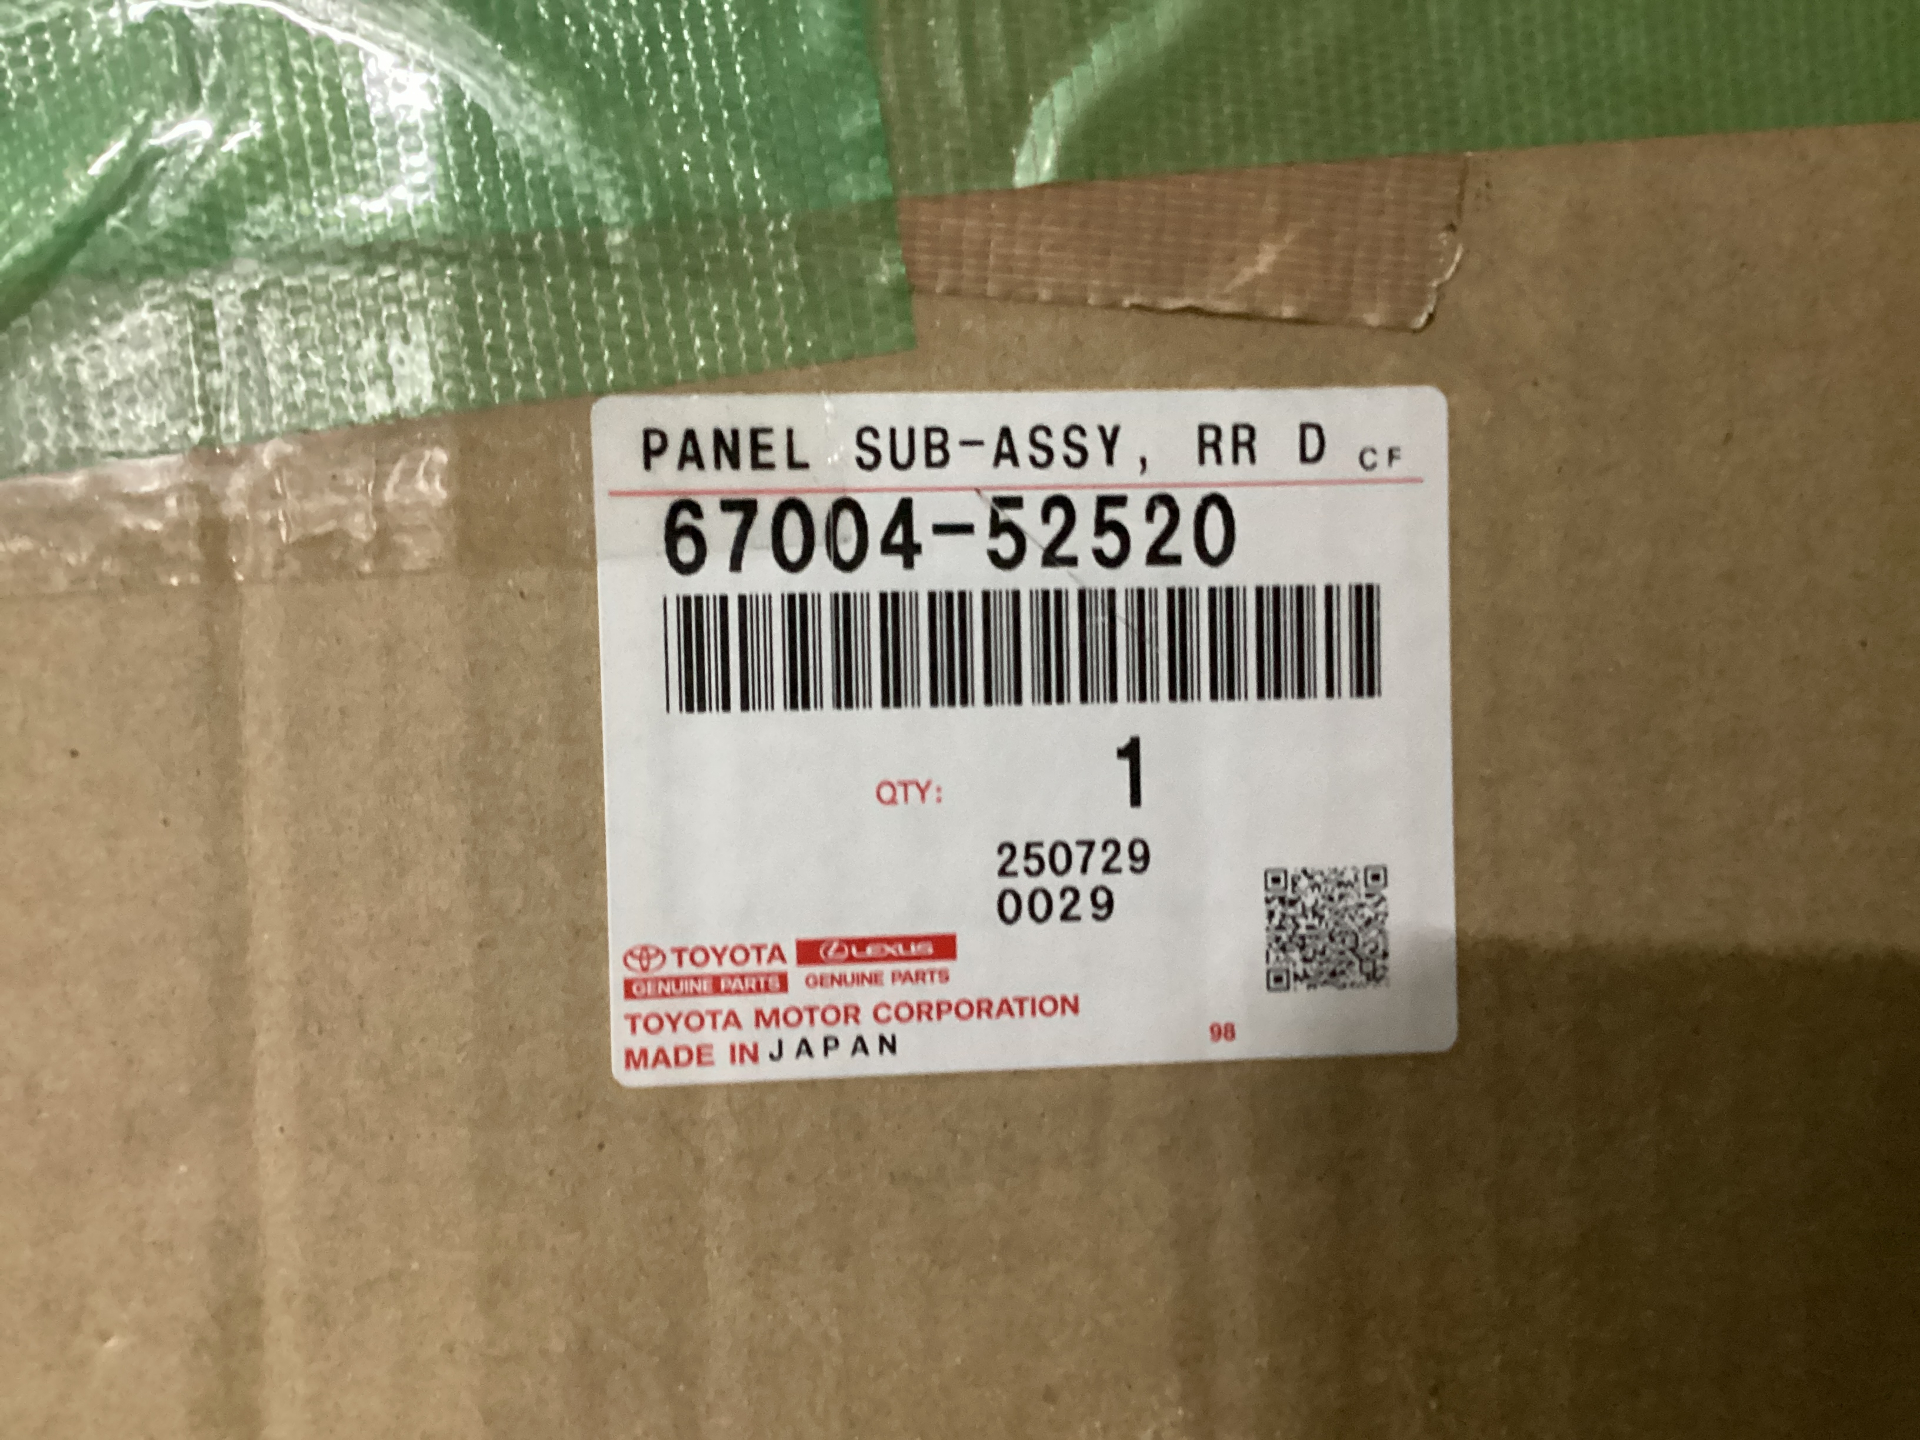 PANEL SUB-ASSY, RR D CF
67004-52520
QTY: 1
250729
0029
TOYOTA LEXUS
GENUINE PARTS GENUINE PARTS
TOYOTA MOTOR CORPORATION
MADE IN JAPAN
98